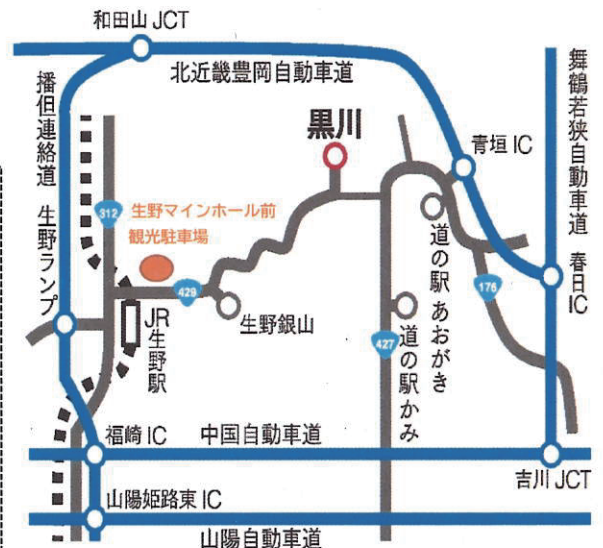 和田山 JCT
北近畿豊岡自動車道
播但連絡道 生野ランプ
舞鶴若狭自動車道 春日IC
黒川
青垣 IC
312
生野マインホール前
観光駐車場
429
生野銀山
JR
生野駅
道の駅 あおがき
176
427
道の駅 かみ
福崎 IC
中国自動車道
吉川 JCT
山陽姫路東 IC
山陽自動車道